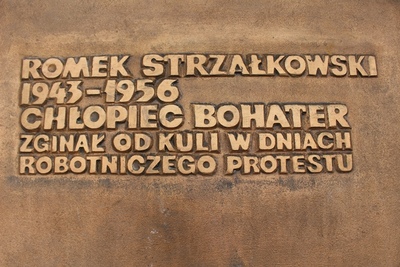 ROMEK STRZAŁKOWSKI
1943-1956
CHŁOPIEC BOHATER
ZGINĄŁ OD KULI W DNIACH
ROBOTNICZEGO PROTESTU